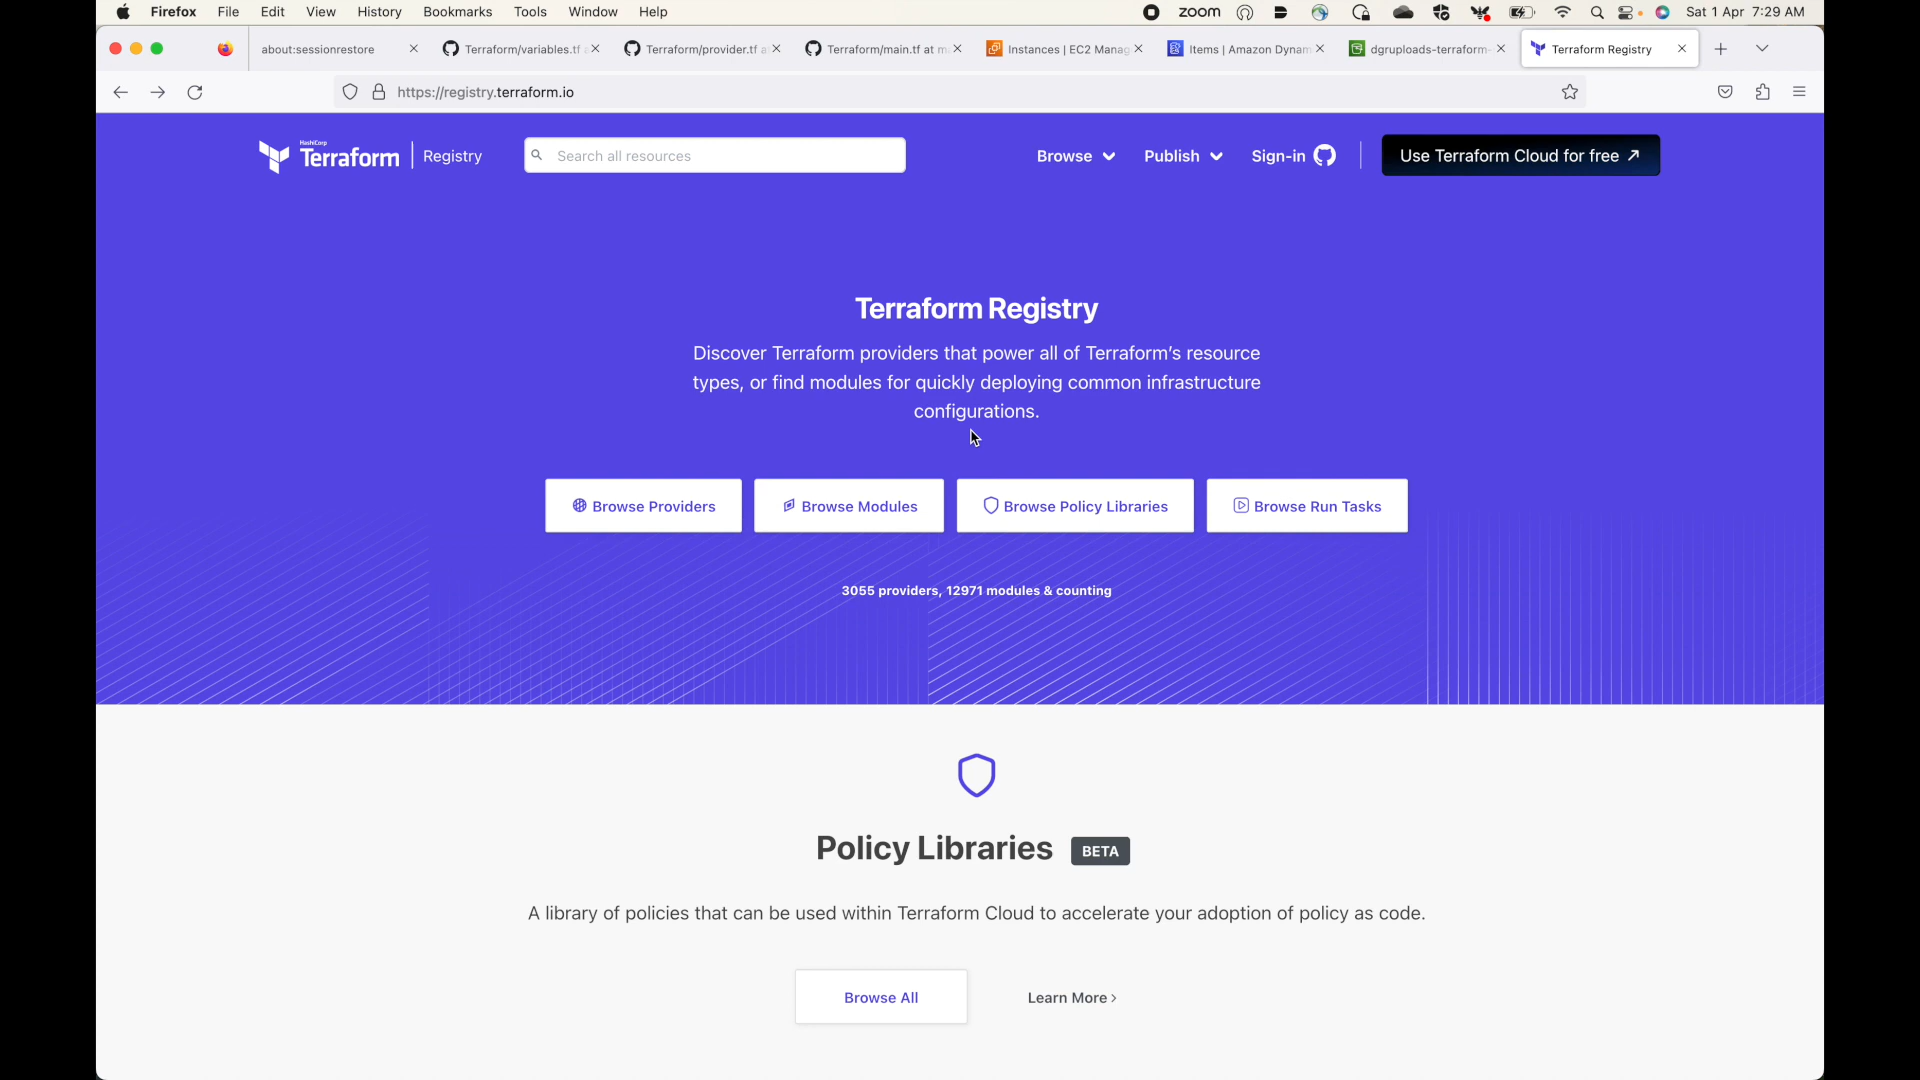 Firefox File Edit View History Bookmarks Tools Window Help zoom Sat 1 Apr 7:29 AM
about:sessionrestore Terraform/variables.tf Terraform/provider.tf Terraform/main.tf at m Instances | EC2 Manag Items | Amazon Dynam dgruploads-terraform- Terraform Registry
https://registry.terraform.io
HashiCorp
Terraform Registry Search all resources Browse Publish Sign-in Use Terraform Cloud for free
Terraform Registry
Discover Terraform providers that power all of Terraform's resource
types, or find modules for quickly deploying common infrastructure
configurations.
Browse Providers Browse Modules Browse Policy Libraries Browse Run Tasks
3055 providers, 12971 modules & counting
Policy Libraries BETA
A library of policies that can be used within Terraform Cloud to accelerate your adoption of policy as code.
Browse All Learn More ›